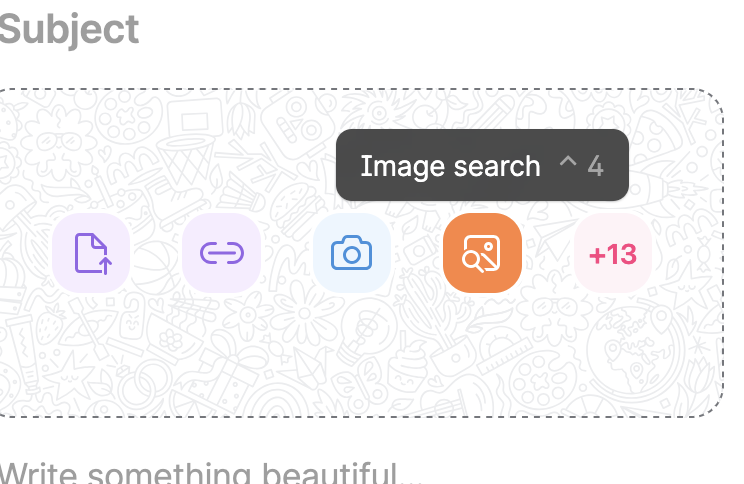 Subject
Image search ^ 4
+13
Write something beautiful...